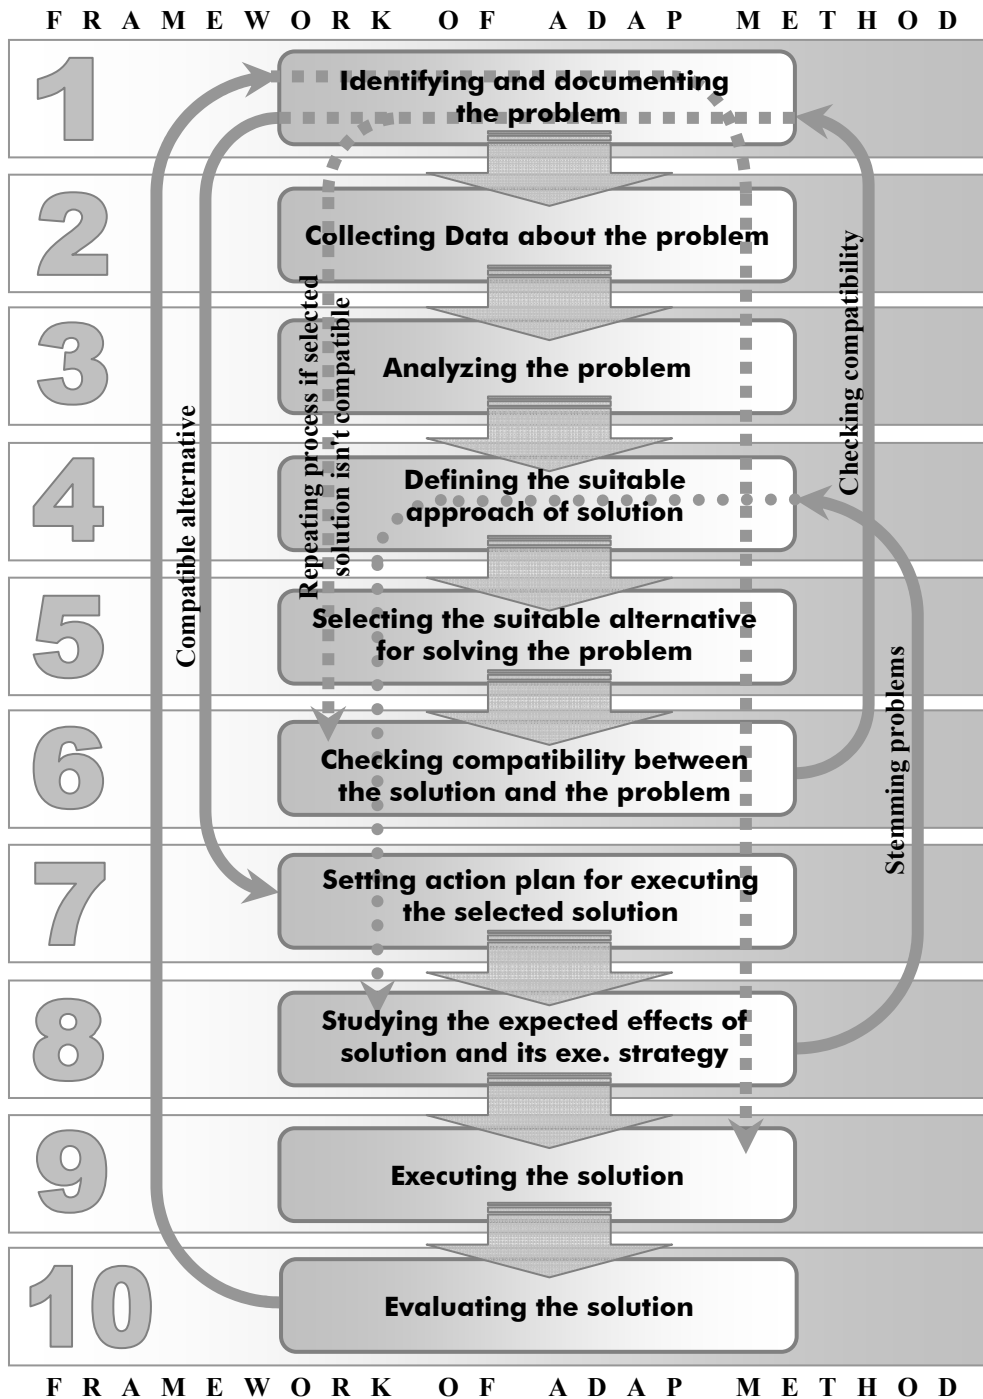 FRAMEWORK OF ADAP METHOD
1
Identifying and documenting
the problem
2
Collecting Data about the problem
3
Analyzing the problem
4
Defining the suitable
approach of solution
5
Selecting the suitable alternative
for solving the problem
6
Checking compatibility between
the solution and the problem
7
Setting action plan for executing
the selected solution
8
Studying the expected effects of
solution and its exe. strategy
9
Executing the solution
10
Evaluating the solution
Compatible alternative
Repeating process if selected
solution isn't compatible
Checking compatibility
Stemming problems
FRAMEWORK OF ADAP METHOD